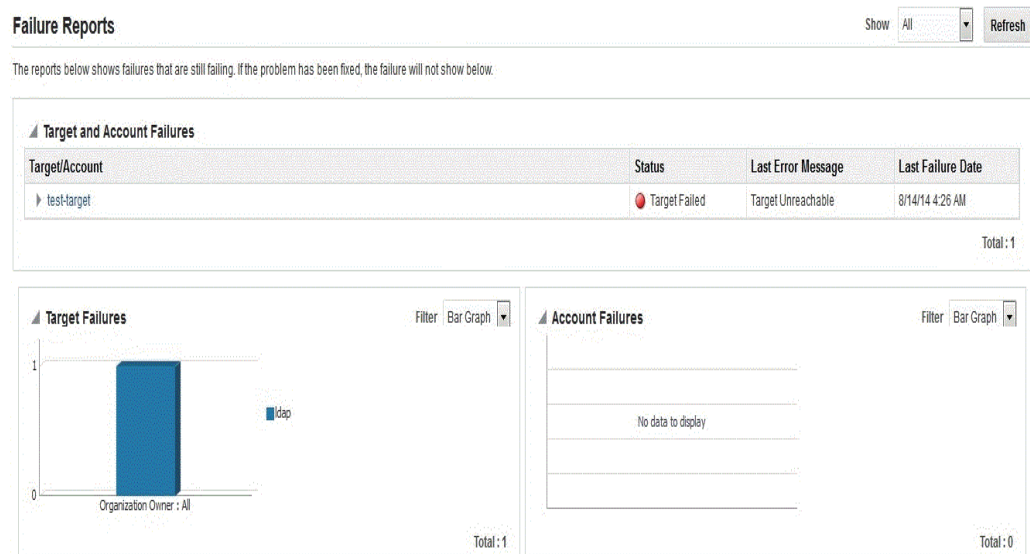 Failure Reports
Show All Refresh
The reports below shows failures that are still failing. If the problem has been fixed, the failure will not show below.
Target and Account Failures
Target/Account Status Last Error Message Last Failure Date
test-target Target Failed Target Unreachable 8/14/14 4:26 AM
Total : 1
Target Failures Filter Bar Graph
1
ldap
0
Organization Owner : All
Total : 1
Account Failures Filter Bar Graph
No data to display
Total : 0